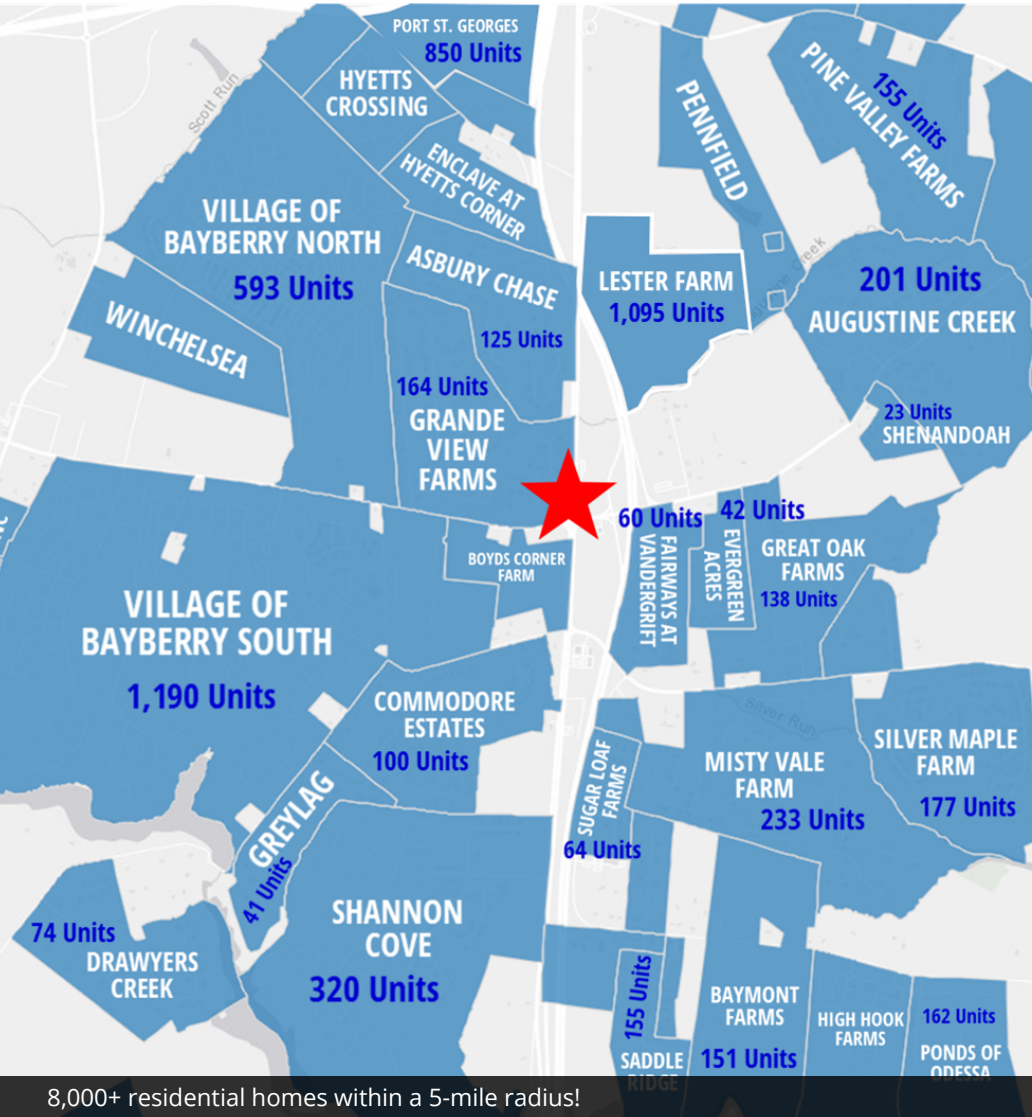 PORT ST. GEORGES
850 Units
HYETTS
CROSSING
Scott Run
ENCLAVE AT
HYETTS CORNER
VILLAGE OF
BAYBERRY NORTH
593 Units
ASBURY CHASE
125 Units
WINCHELSEA
164 Units
GRANDE
VIEW
FARMS
PENNFIELD
155 Units
PINE VALLEY FARMS
LESTER FARM
1,095 Units
Creek
201 Units
AUGUSTINE CREEK
23 Units
SHENANDOAH
60 Units
FAIRWAYS AT
VANDERGRIFT
42 Units
EVERGREEN
ACRES
GREAT OAK
FARMS
138 Units
BOYDS CORNER
FARM
VILLAGE OF
BAYBERRY SOUTH
1,190 Units
COMMODORE
ESTATES
100 Units
GREYLAG
41 Units
SUGAR LOAF
FARMS
64 Units
Silver Run
MISTY VALE
FARM
233 Units
SILVER MAPLE
FARM
177 Units
SHANNON
COVE
320 Units
74 Units
DRAWYERS
CREEK
155 Units
SADDLE
RIDGE
BAYMONT
FARMS
151 Units
HIGH HOOK
FARMS
162 Units
PONDS OF
ODESSA
8,000+ residential homes within a 5-mile radius!